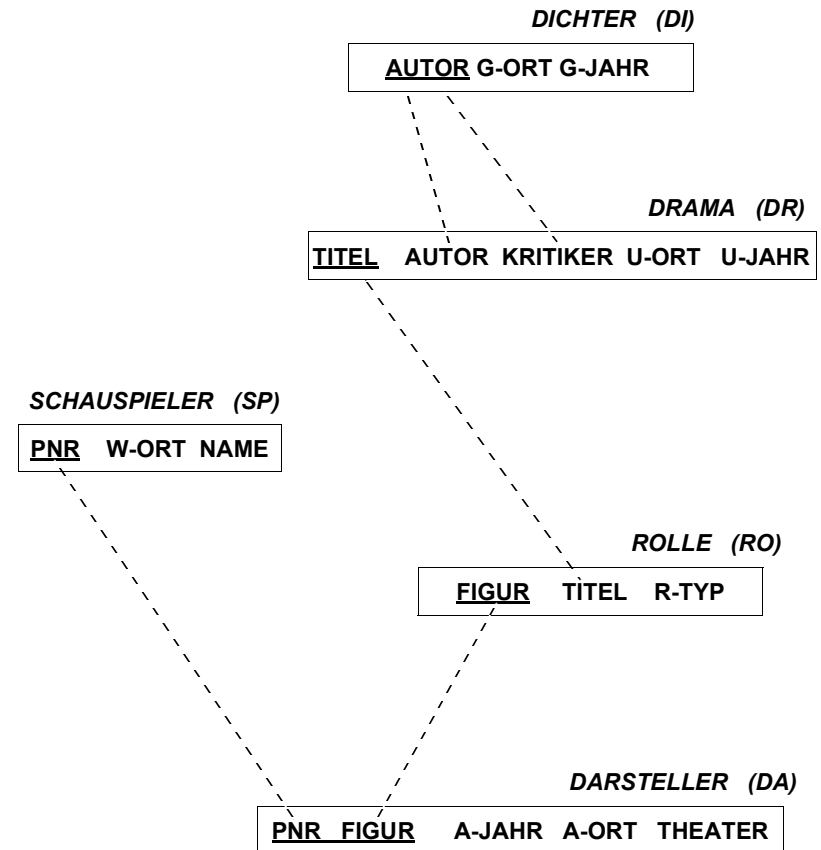 DICHTER (DI)
AUTOR G-ORT G-JAHR
DRAMA (DR)
TITEL AUTOR KRITIKER U-ORT U-JAHR
SCHAUSPIELER (SP)
PNR W-ORT NAME
ROLLE (RO)
FIGUR TITEL R-TYP
DARSTELLER (DA)
PNR FIGUR A-JAHR A-ORT THEATER